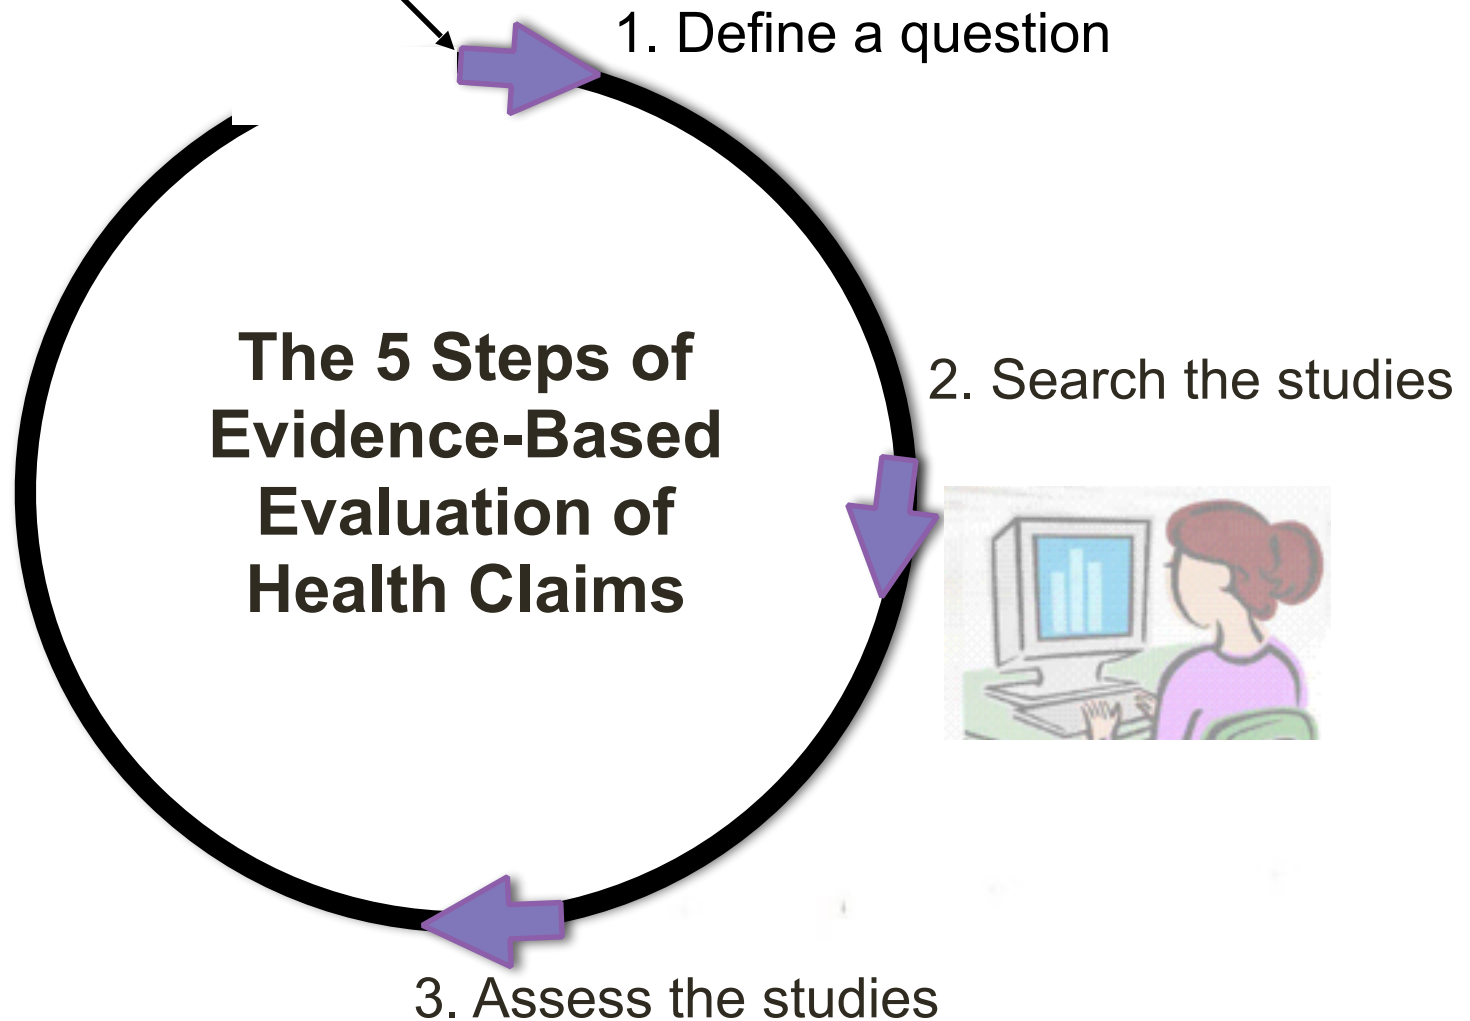 1. Define a question
The 5 Steps of
Evidence-Based
Evaluation of
Health Claims
2. Search the studies
3. Assess the studies